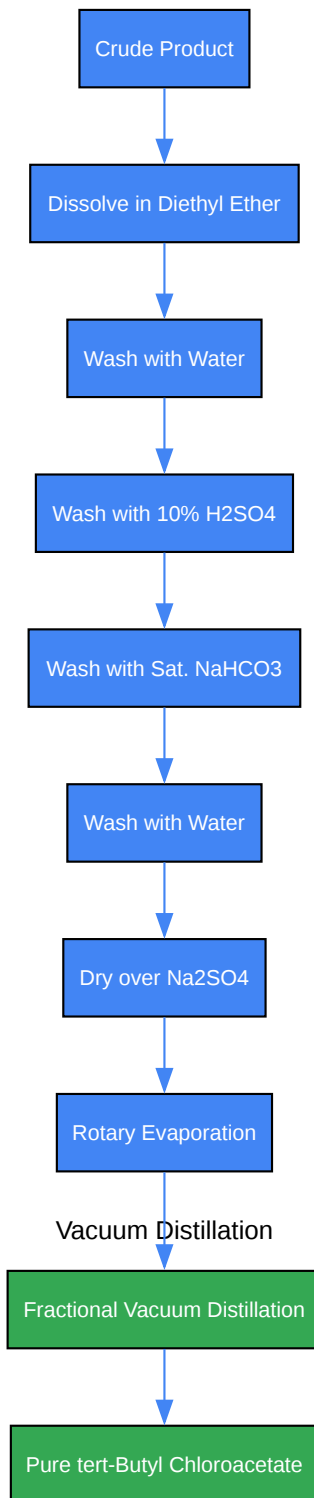 Crude Product
Dissolve in Diethyl Ether
Wash with Water
Wash with 10% H2SO4
Wash with Sat. NaHCO3
Wash with Water
Dry over Na2SO4
Rotary Evaporation
Vacuum Distillation
Fractional Vacuum Distillation
Pure tert-Butyl Chloroacetate